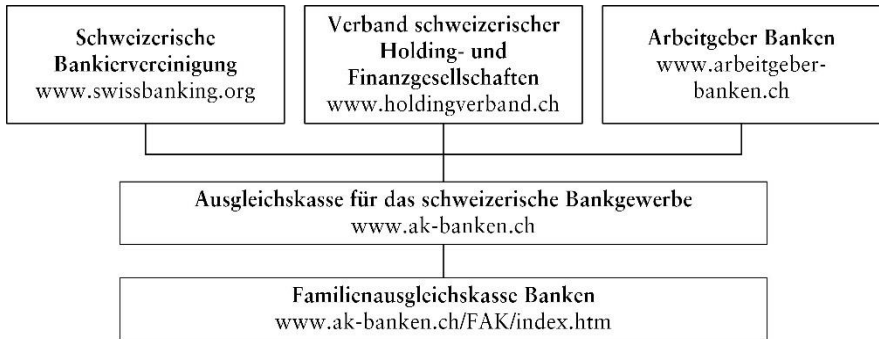 Schweizerische
Bankiervereinigung
www.swissbanking.org
Verband schweizerischer
Holding- und
Finanzgesellschaften
www.holdingverband.ch
Arbeitgeber Banken
www.arbeitgeber-
banken.ch
Ausgleichskasse für das schweizerische Bankgewerbe
www.ak-banken.ch
Familienausgleichskasse Banken
www.ak-banken.ch/FAK/index.htm